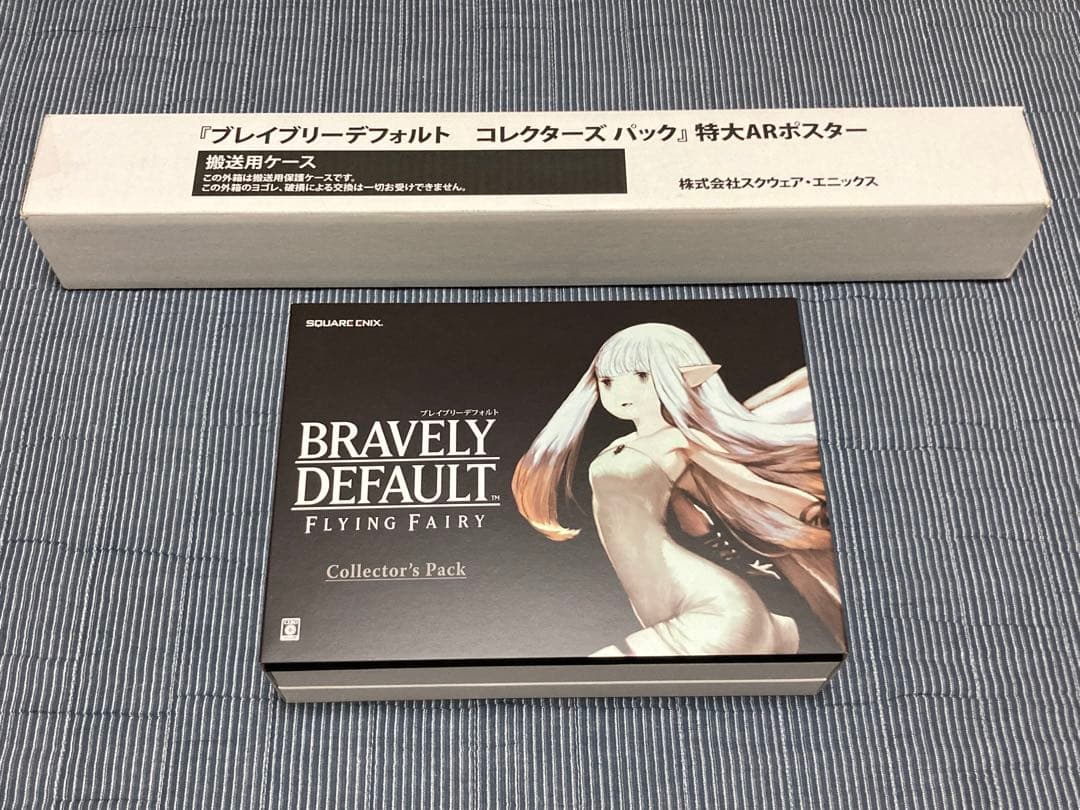 『ブレイブリーデフォルト　コレクターズ パック』特大ARポスター
搬送用ケース
この外箱は搬送用保護ケースです。
この外箱のヨゴレ、破損による交換は一切お受けできません。
株式会社スクウェア・エニックス
SQUARE ENIX.
ブレイブリーデフォルト
BRAVELY
DEFAULT™
FLYING FAIRY
Collector's Pack